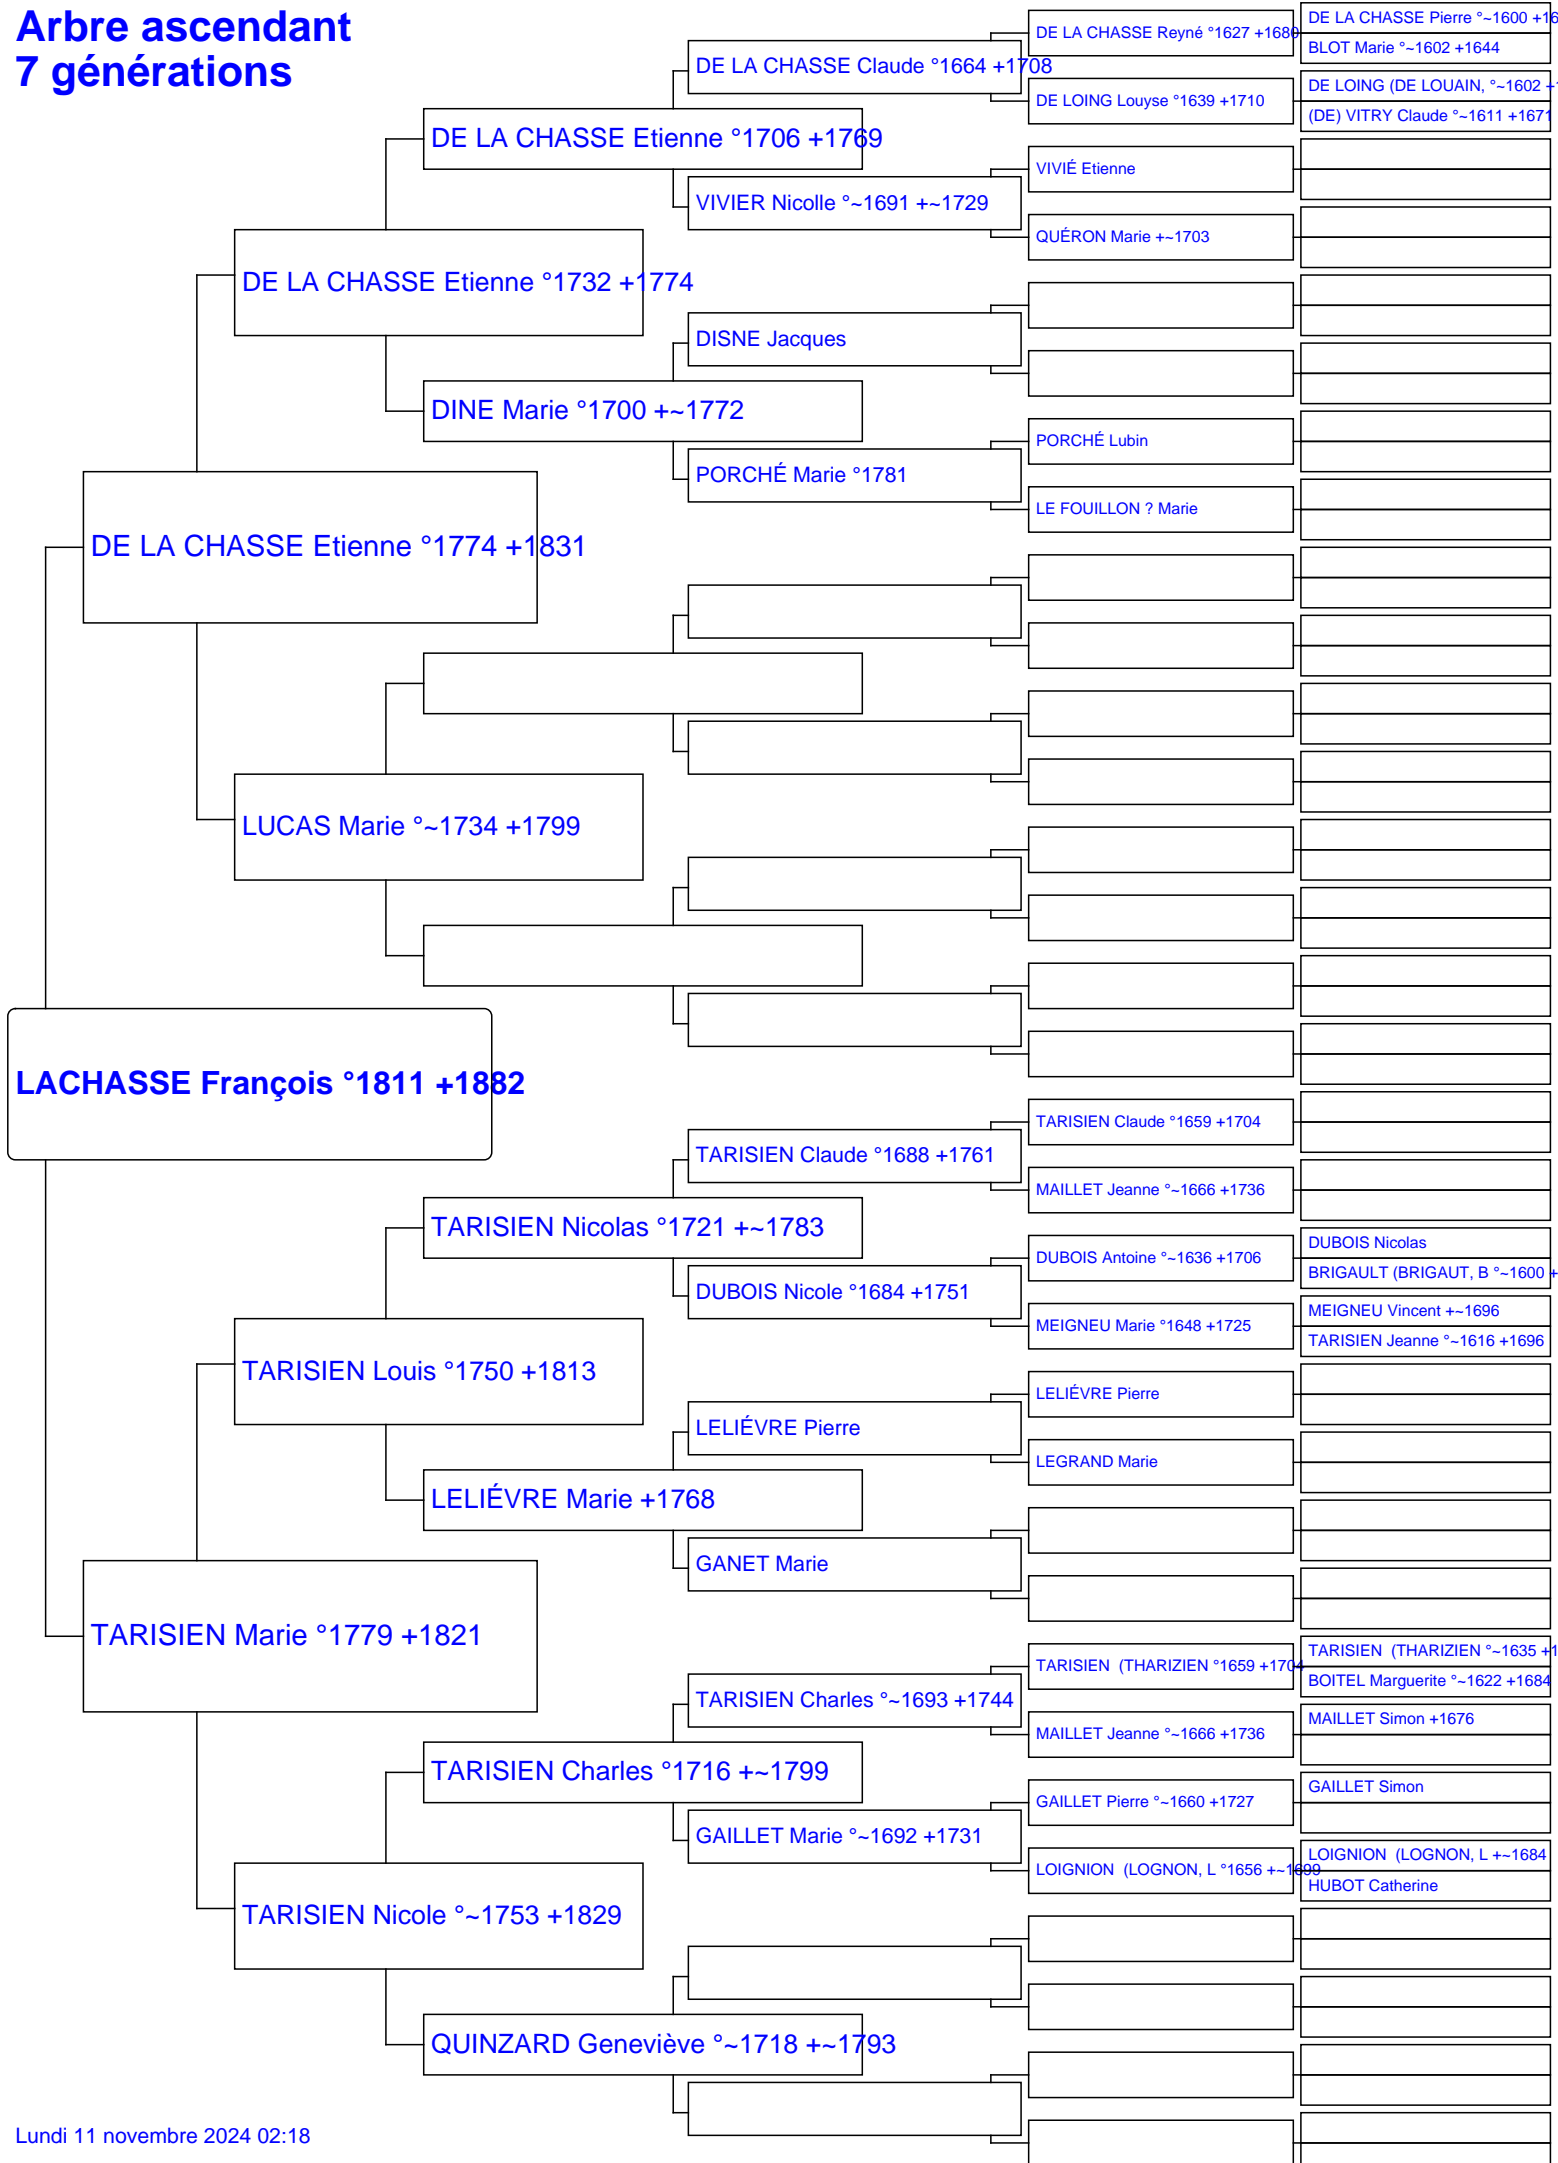 Arbre ascendant
7 générations
DE LA CHASSE Pierre °~1600 +16
DE LA CHASSE Reyné °1627 +1680
BLOT Marie °~1602 +1644
DE LA CHASSE Claude °1664 +1708
DE LOING (DE LOUAIN, °~1602 +1
DE LOING Louyse °1639 +1710
(DE) VITRY Claude °~1611 +1671
DE LA CHASSE Etienne °1706 +1769
VIVIÉ Etienne
VIVIER Nicolle °~1691 +~1729
QUÉRON Marie +~1703
DE LA CHASSE Etienne °1732 +1774
DISNE Jacques
DINE Marie °1700 +~1772
PORCHÉ Lubin
PORCHÉ Marie °1781
LE FOUILLON ? Marie
DE LA CHASSE Etienne °1774 +1831
LUCAS Marie °~1734 +1799
LACHASSE François °1811 +1882
TARISIEN Claude °1659 +1704
TARISIEN Claude °1688 +1761
MAILLET Jeanne °~1666 +1736
TARISIEN Nicolas °1721 +~1783
DUBOIS Nicolas
DUBOIS Antoine °~1636 +1706
BRIGAULT (BRIGAUT, B °~1600 +
DUBOIS Nicole °1684 +1751
MEIGNEU Vincent +~1696
MEIGNEU Marie °1648 +1725
TARISIEN Jeanne °~1616 +1696
TARISIEN Louis °1750 +1813
LELIÉVRE Pierre
LELIÉVRE Pierre
LEGRAND Marie
LELIÉVRE Marie +1768
GANET Marie
TARISIEN Marie °1779 +1821
TARISIEN  (THARIZIEN °~1635 +1
TARISIEN  (THARIZIEN °1659 +1704
BOITEL Marguerite °~1622 +1684
TARISIEN Charles °~1693 +1744
MAILLET Simon +1676
MAILLET Jeanne °~1666 +1736
TARISIEN Charles °1716 +~1799
GAILLET Simon
GAILLET Pierre °~1660 +1727
GAILLET Marie °~1692 +1731
LOIGNION  (LOGNON, L +~1684
LOIGNION  (LOGNON, L °1656 +~1699
HUBOT Catherine
TARISIEN Nicole °~1753 +1829
QUINZARD Geneviève °~1718 +~1793
Lundi 11 novembre 2024 02:18